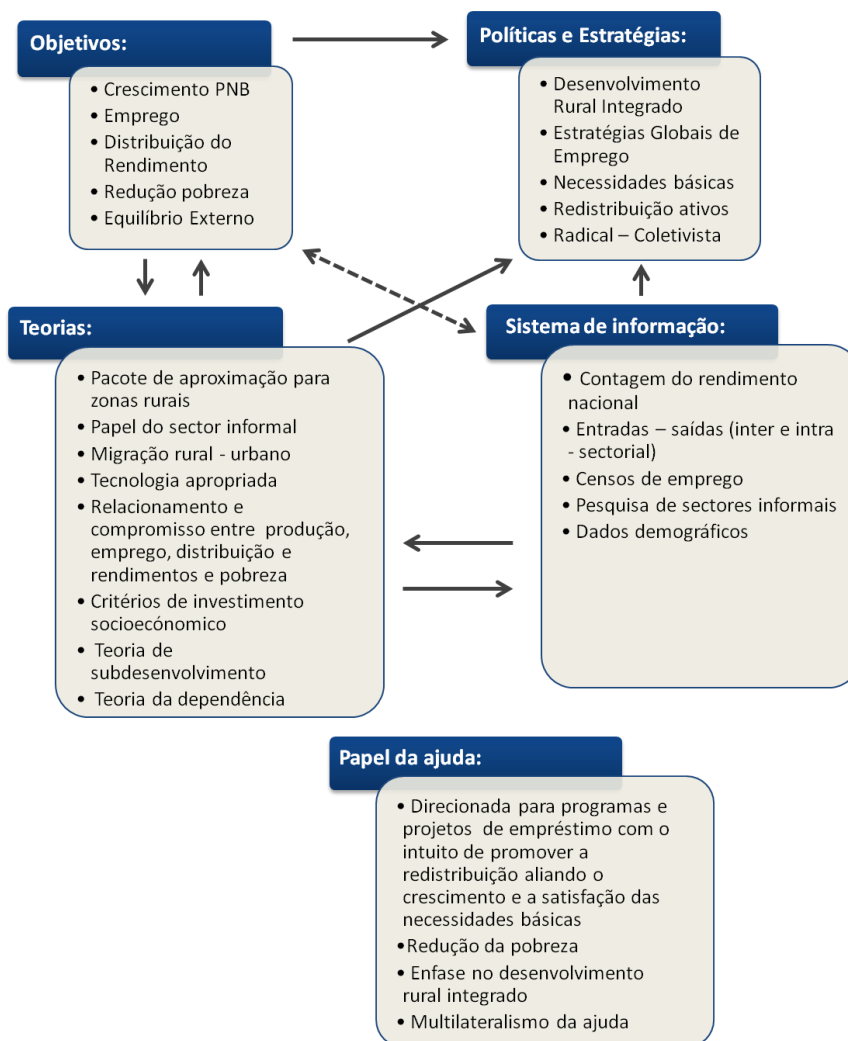 Objetivos:
• Crescimento PNB
• Emprego
• Distribuição do
Rendimento
• Redução pobreza
• Equilíbrio Externo
Políticas e Estratégias:
• Desenvolvimento
Rural Integrado
• Estratégias Globais de
Emprego
• Necessidades básicas
• Redistribuição ativos
• Radical – Coletivista
Teorias:
• Pacote de aproximação para
zonas rurais
• Papel do sector informal
• Migração rural - urbano
• Tecnologia apropriada
• Relacionamento e
compromisso entre produção,
emprego, distribuição e
rendimentos e pobreza
• Critérios de investimento
socioecónomico
• Teoria de
subdesenvolvimento
• Teoria da dependência
Sistema de informação:
• Contagem do rendimento
nacional
• Entradas – saídas (inter e intra
- sectorial)
• Censos de emprego
• Pesquisa de sectores informais
• Dados demográficos
Papel da ajuda:
• Direcionada para programas e
projetos de empréstimo com o
intuito de promover a
redistribuição aliando o
crescimento e a satisfação das
necessidades básicas
•Redução da pobreza
• Enfase no desenvolvimento
rural integrado
• Multilateralismo da ajuda